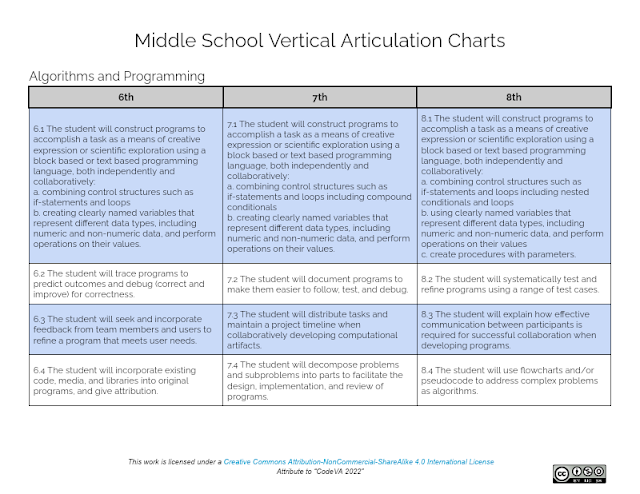 Middle School Vertical Articulation Charts
Algorithms and Programming
6th
7th
8th
6.1 The student will construct programs to
accomplish a task as a means of creative
expression or scientific exploration using a
block based or text based programming
language, both independently and
collaboratively:
a. combining control structures such as
if-statements and loops
b. creating clearly named variables that
represent different data types, including
numeric and non-numeric data, and perform
operations on their values.
7.1 The student will construct programs to
accomplish a task as a means of creative
expression or scientific exploration using a
block based or text based programming
language, both independently and
collaboratively:
a. combining control structures such as
if-statements and loops including compound
conditionals
b. creating clearly named variables that
represent different data types, including
numeric and non-numeric data, and perform
operations on their values.
8.1 The student will construct programs to
accomplish a task as a means of creative
expression or scientific exploration using a
block based or text based programming
language, both independently and
collaboratively:
a. combining control structures such as
if-statements and loops including nested
conditionals and loops
b. using clearly named variables that
represent different data types, including
numeric and non-numeric data, and perform
operations on their values
c. create procedures with parameters.
6.2 The student will trace programs to
predict outcomes and debug (correct and
improve) for correctness.
7.2 The student will document programs to
make them easier to follow, test, and debug.
8.2 The student will systematically test and
refine programs using a range of test cases.
6.3 The student will seek and incorporate
feedback from team members and users to
refine a program that meets user needs.
7.3 The student will distribute tasks and
maintain a project timeline when
collaboratively developing computational
artifacts.
8.3 The student will explain how effective
communication between participants is
required for successful collaboration when
developing programs.
6.4 The student will incorporate existing
code, media, and libraries into original
programs, and give attribution.
7.4 The student will decompose problems
and subproblems into parts to facilitate the
design, implementation, and review of
programs.
8.4 The student will use flowcharts and/or
pseudocode to address complex problems
as algorithms.
This work is licensed under a Creative Commons Attribution-NonCommercial-ShareAlike 4.0 International License
Attribute to "CodeVA 2022"
cc
BY NC SA